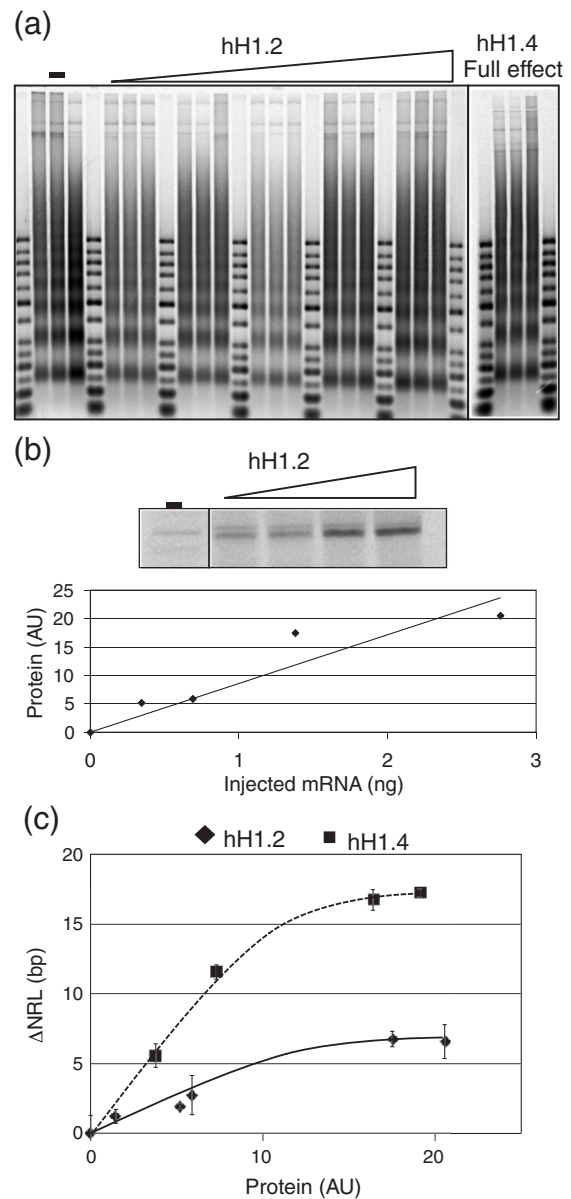 (a)
hH1.2
hH1.4
Full effect
(b)
hH1.2
25
20
15
10
5
0
Protein (AU)
0 1 2 3
Injected mRNA (ng)
(c)
hH1.2 hH1.4
20
15
10
5
0
ΔNRL (bp)
0 10 20
Protein (AU)